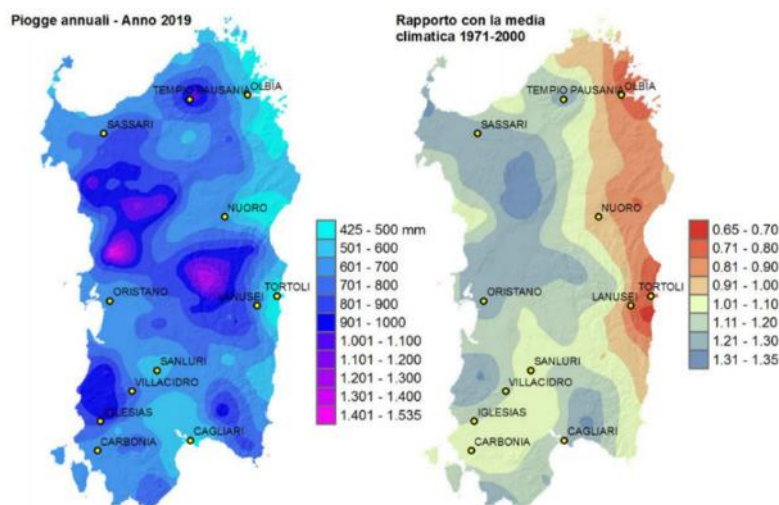 Piogge annuali - Anno 2019
TEMPIO PAUSANIA
OLBIA
SASSARI
NUORO
ORISTANO
LANUSEI
TORTOLI
SANLURI
VILLACIDRO
IGLESIAS
CARBONIA
CAGLIARI
425 - 500 mm
501 - 600
601 - 700
701 - 800
801 - 900
901 - 1000
1.001 - 1.100
1.101 - 1.200
1.201 - 1.300
1.301 - 1.400
1.401 - 1.535
Rapporto con la media
climatica 1971-2000
TEMPIO PAUSANIA
OLBIA
SASSARI
NUORO
ORISTANO
LANUSEI
TORTOLI
SANLURI
VILLACIDRO
IGLESIAS
CARBONIA
CAGLIARI
0.65 - 0.70
0.71 - 0.80
0.81 - 0.90
0.91 - 1.00
1.01 - 1.10
1.11 - 1.20
1.21 - 1.30
1.31 - 1.35